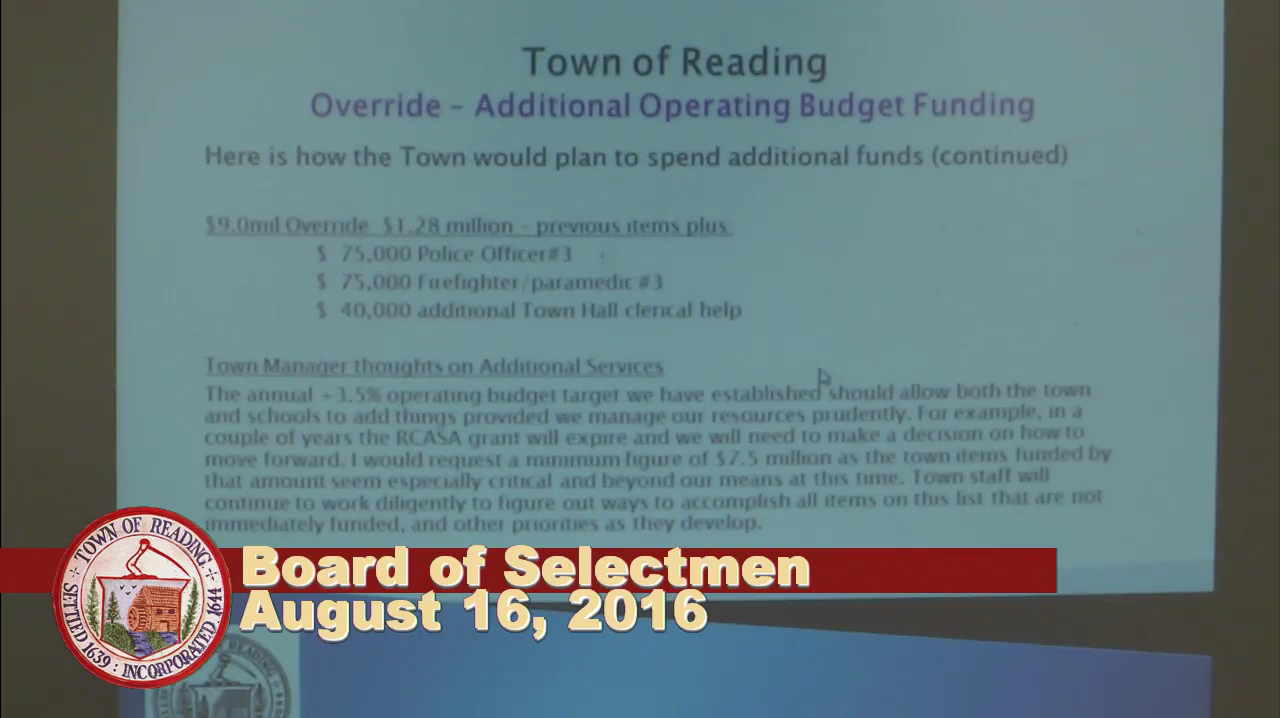 Town of Reading
Override – Additional Operating Budget Funding
Here is how the Town would plan to spend additional funds (continued)
$9.0mil Override $1.28 million – previous items plus
$ 75,000 Police Officer#3
$ 75,000 Firefighter/paramedic #3
$ 40,000 additional Town Hall clerical help
Town Manager thoughts on Additional Services
The annual +3.5% operating budget target we have established should allow both the town
and schools to add things provided we manage our resources prudently. For example, in a
couple of years the RCASA grant will expire and we will need to make a decision on how to
move forward. I would request a minimum figure of $7.5 million as the town items funded by
that amount seem especially critical and beyond our means at this time. Town staff will
continue to work diligently to figure out ways to accomplish all items on this list that are not
immediately funded, and other priorities as they develop.
Board of Selectmen
August 16, 2016
TOWN OF READING
SETTLED 1639 : INCORPORATED 1644